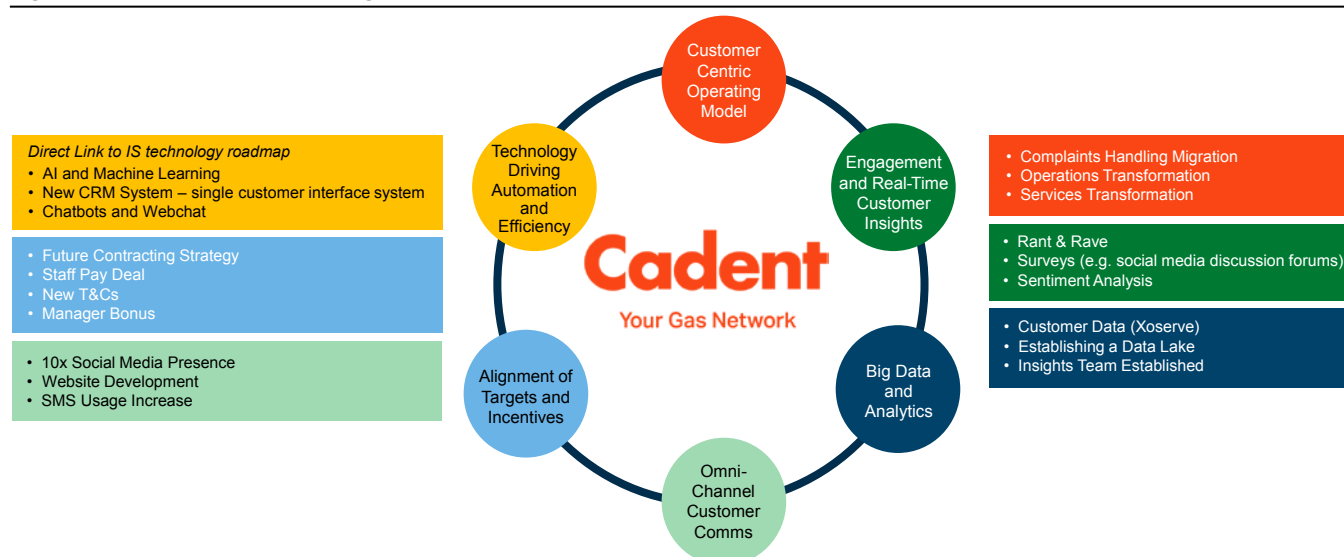 Customer
Centric
Operating
Model
Technology
Driving
Automation
and
Efficiency
Engagement
and Real-Time
Customer
Insights
Cadent
Your Gas Network
Alignment of
Targets and
Incentives
Big Data
and
Analytics
Omni-
Channel
Customer
Comms
Direct Link to IS technology roadmap
• AI and Machine Learning
• New CRM System – single customer interface system
• Chatbots and Webchat
• Future Contracting Strategy
• Staff Pay Deal
• New T&Cs
• Manager Bonus
• 10x Social Media Presence
• Website Development
• SMS Usage Increase
• Complaints Handling Migration
• Operations Transformation
• Services Transformation
• Rant & Rave
• Surveys (e.g. social media discussion forums)
• Sentiment Analysis
• Customer Data (Xoserve)
• Establishing a Data Lake
• Insights Team Established